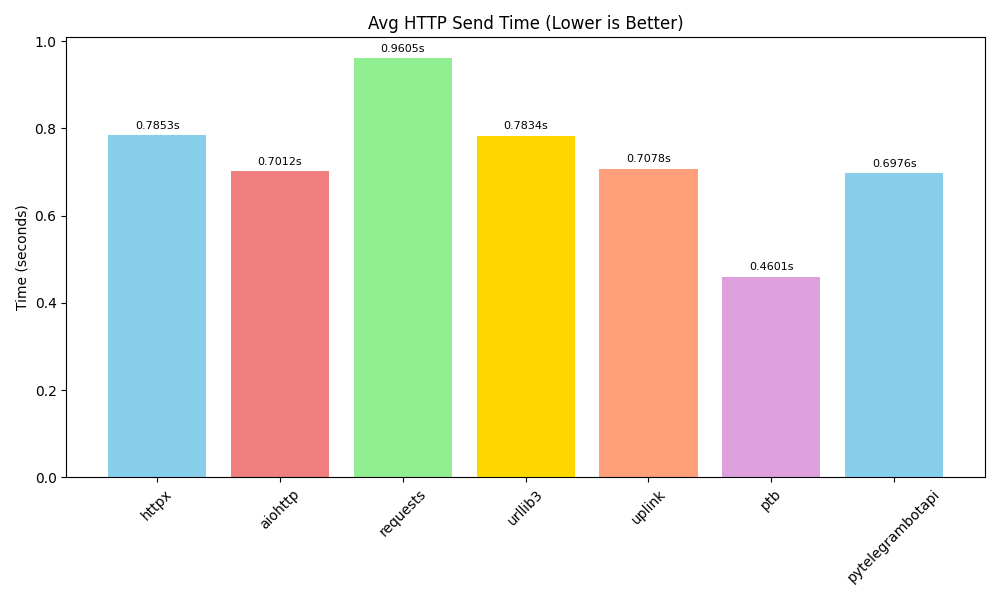 Avg HTTP Send Time (Lower is Better)
Time (seconds)
1.0
0.8
0.6
0.4
0.2
0.0
0.7853s
0.7012s
0.9605s
0.7834s
0.7078s
0.4601s
0.6976s
httpx
aiohttp
requests
urllib3
uplink
ptb
pytelegrambotapi